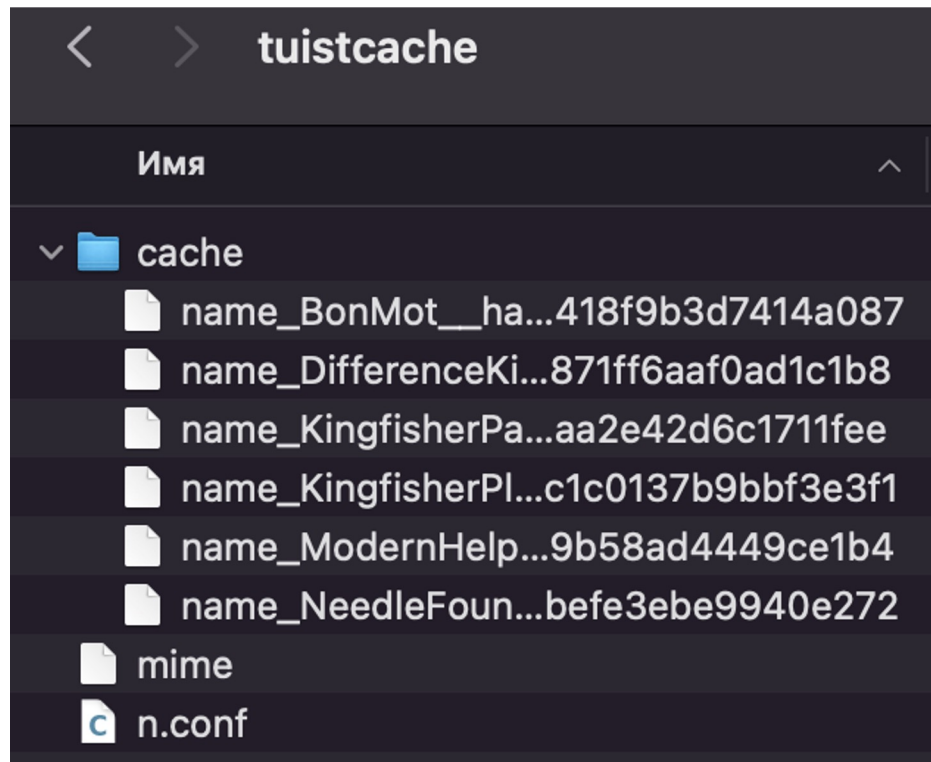 tuistcache
Имя
cache
name_BonMot__ha...418f9b3d7414a087
name_DifferenceKi...871ff6aaf0ad1c1b8
name_KingfisherPa...aa2e42d6c1711fee
name_KingfisherPl...c1c0137b9bbf3e3f1
name_ModernHelp...9b58ad4449ce1b4
name_NeedleFoun...befe3ebe9940e272
mime
n.conf